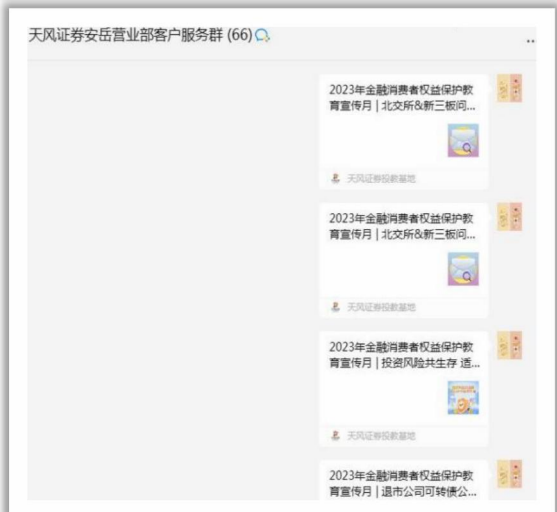 天风证券安岳营业部客户服务群 (66)
2023年金融消费者权益保护教
育宣传月 | 北交所&新三板问...
天风证券投教基地
2023年金融消费者权益保护教
育宣传月 | 北交所&新三板问...
天风证券投教基地
2023年金融消费者权益保护教
育宣传月 | 投资风险共生存 适...
天风证券投教基地
2023年金融消费者权益保护教
育宣传月 | 退市公司可转债公...